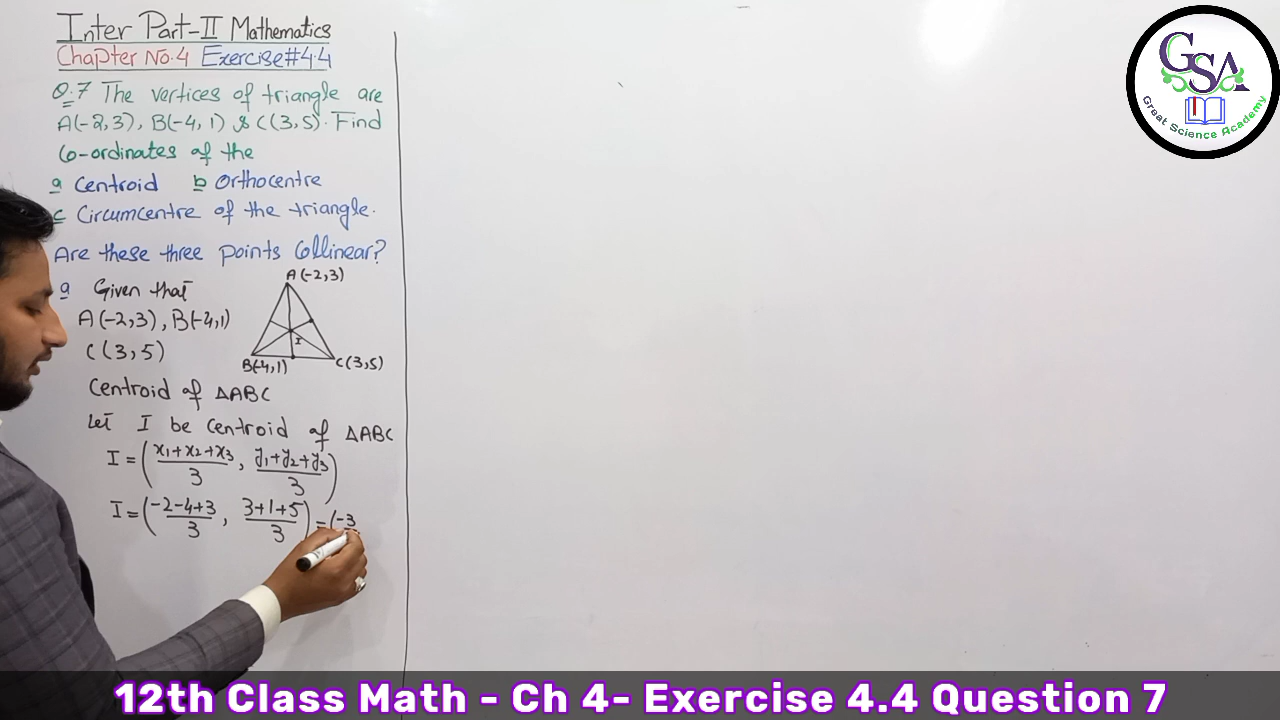 Inter Part-II Mathematics
Chapter No.4 Exercise#4.4
Q.7 The vertices of triangle are
A(-2,3), B(-4,1) & C(3,5). Find
Co-ordinates of the
a Centroid b Orthocentre
c Circumcentre of the triangle.
Are these three points Collinear?
a Given that
A(-2,3), B(-4,1)
C(3,5)
A(-2,3)
I
B(-4,1) C(3,5)
Centroid of ΔABC
Let I be centroid of ΔABC
I = (x₁+x₂+x₃/3, y₁+y₂+y₃/3)
I = (-2-4+3/3, 3+1+5/3) = (-3
GSA
Great Science Academy
12th Class Math - Ch 4- Exercise 4.4 Question 7